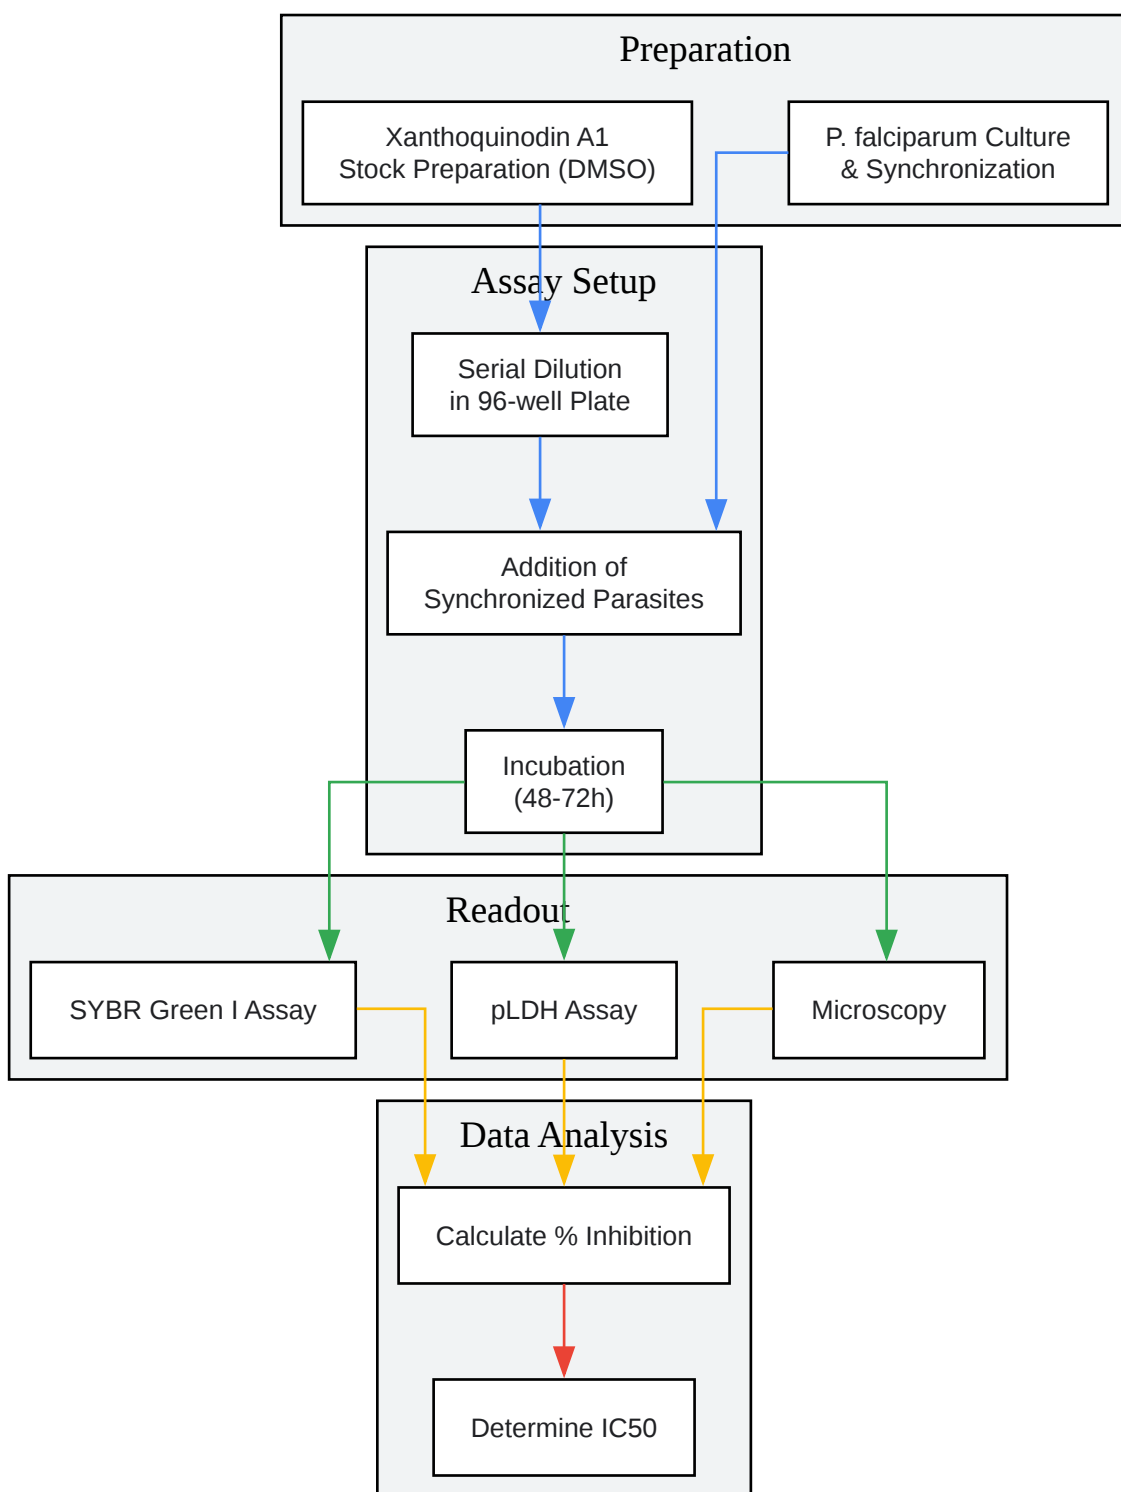 Preparation
Xanthoquinodin A1
Stock Preparation (DMSO)
P. falciparum Culture
& Synchronization
Assay Setup
Serial Dilution
in 96-well Plate
Addition of
Synchronized Parasites
Incubation
(48-72h)
Readout
SYBR Green I Assay
pLDH Assay
Microscopy
Data Analysis
Calculate % Inhibition
Determine IC50